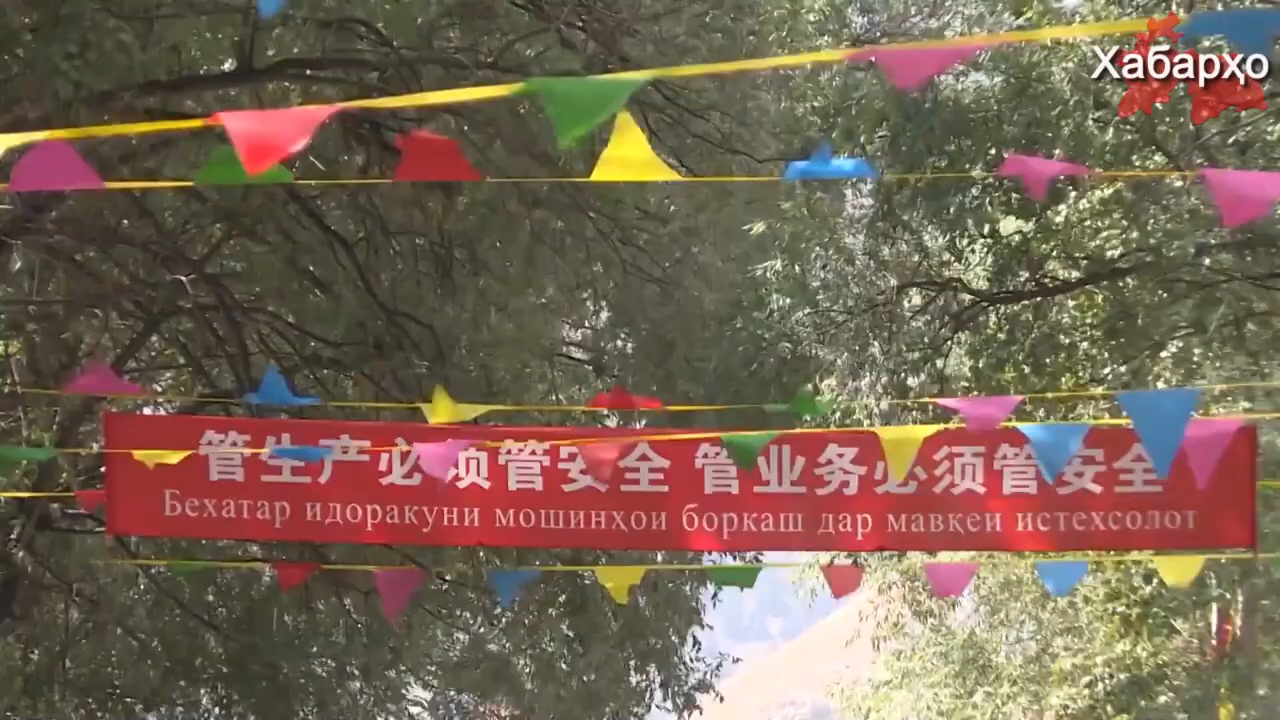 Хабарҳо
管生产必须管安全 管业务必须管安全
Бехатар идоракуни мошинҳои боркаш дар мавқеи истехсолот